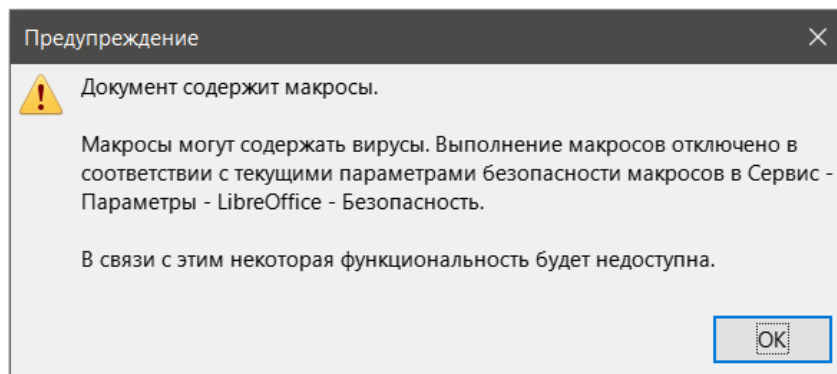 Предупреждение
Документ содержит макросы.
Макросы могут содержать вирусы. Выполнение макросов отключено в
соответствии с текущими параметрами безопасности макросов в Сервис -
Параметры - LibreOffice - Безопасность.
В связи с этим некоторая функциональность будет недоступна.
OK